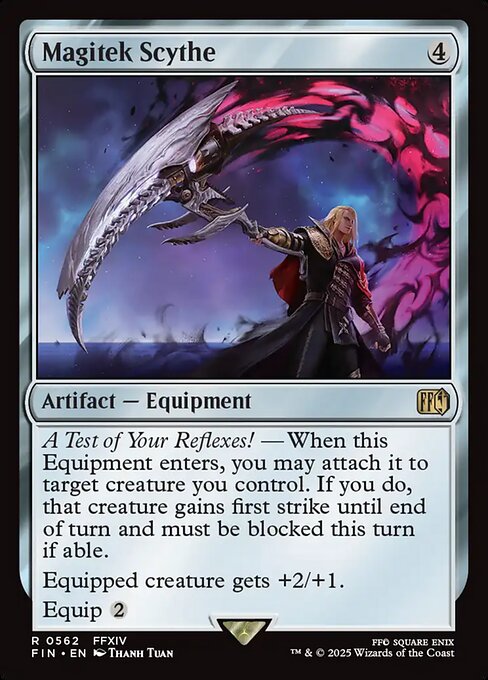 Magitek Scythe 4
Artifact — Equipment FF
A Test of Your Reflexes! — When this
Equipment enters, you may attach it to
target creature you control. If you do,
that creature gains first strike until end
of turn and must be blocked this turn
if able.
Equipped creature gets +2/+1.
Equip 2
R 0562 FFXIV
FIN • EN Thanh Tuan
FF© SQUARE ENIX
™ & © 2025 Wizards of the Coast